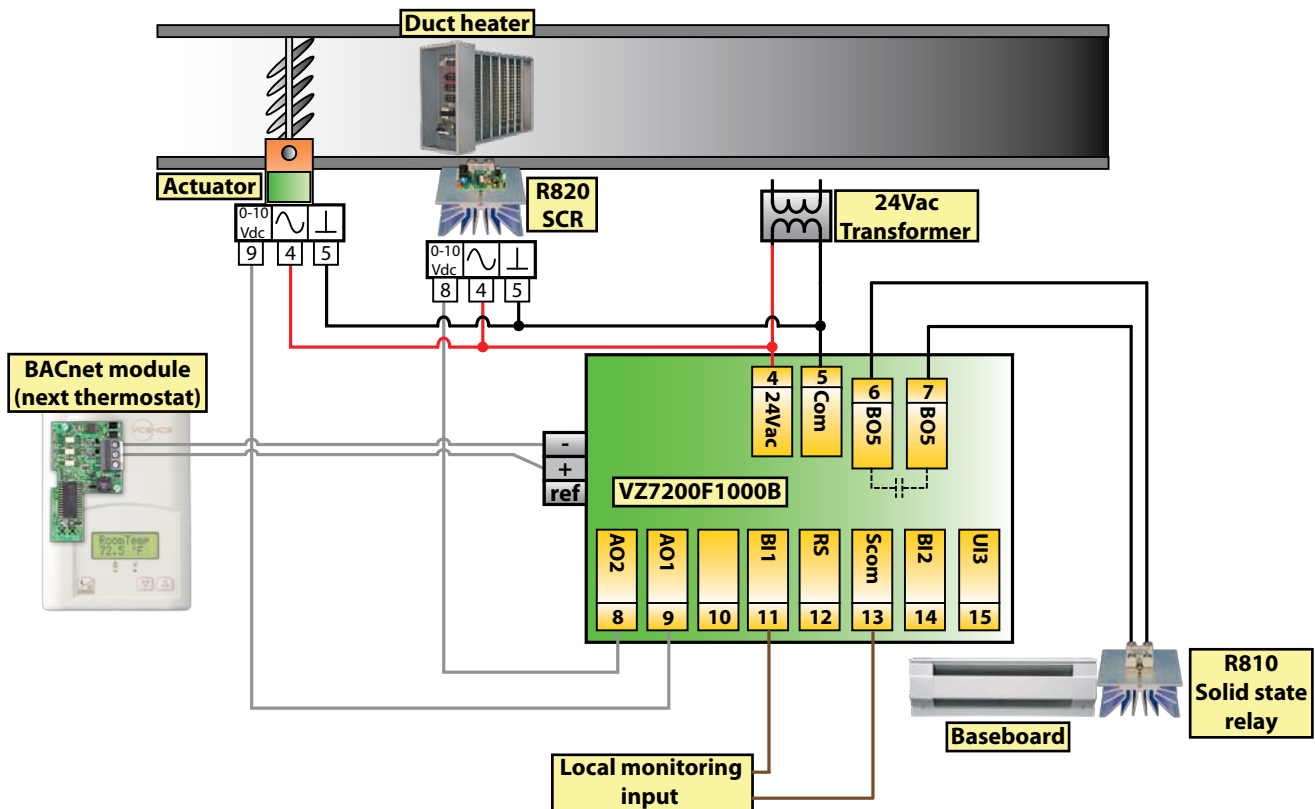 Duct heater
Actuator
0-10
Vdc
9
4
5
R820
SCR
0-10
Vdc
8
4
5
24Vac
Transformer
BACnet module
(next thermostat)
VICONICS
RoomTemp
72.5 °F
-
+
ref
4
24Vac
5
Com
6
BO5
7
BO5
VZ7200F1000B
AO2
8
AO1
9
10
BI1
11
RS
12
Scom
13
BI2
14
UI3
15
R810
Solid state
relay
Baseboard
Local monitoring
input